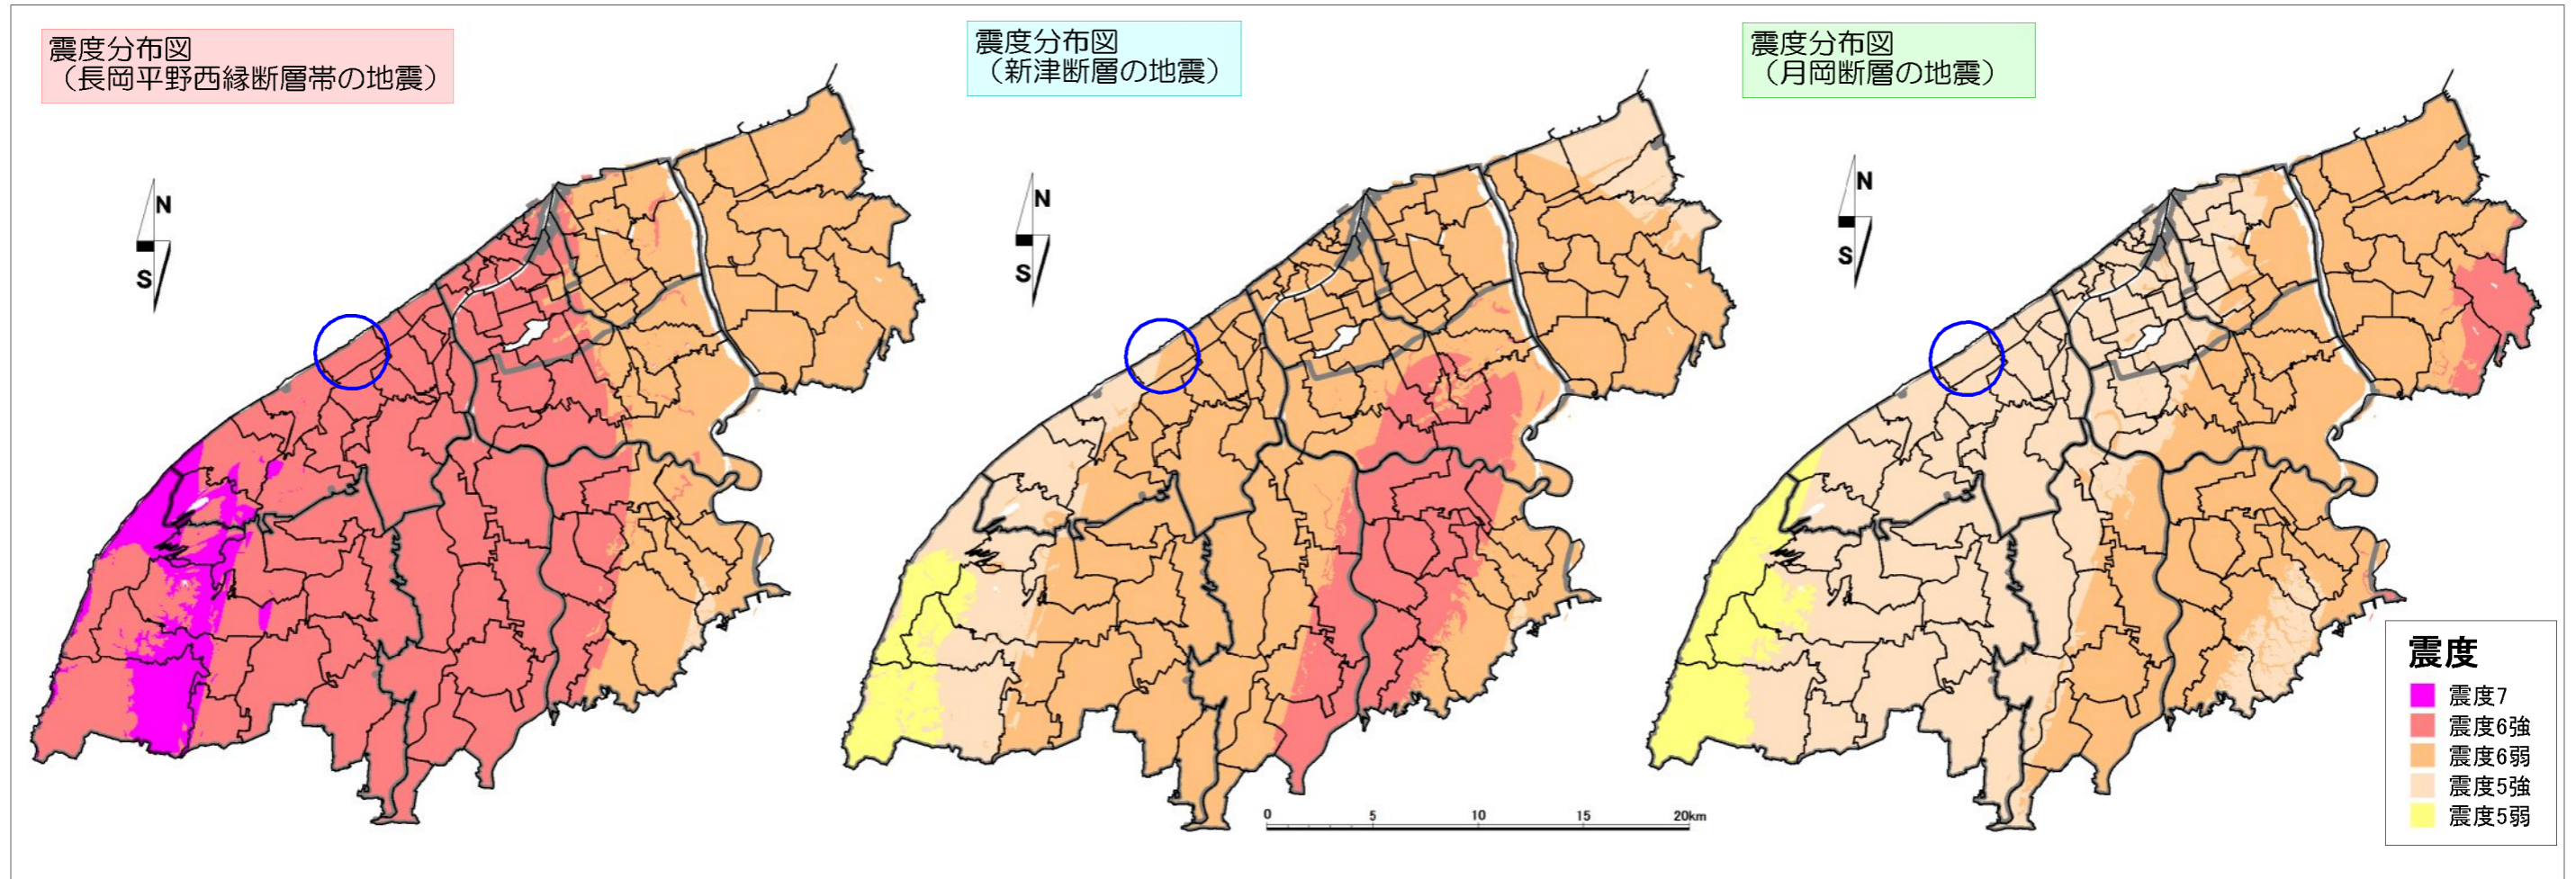 震度分布図
（長岡平野西縁断層帯の地震）
震度分布図
（新津断層の地震）
震度分布図
（月岡断層の地震）
N
S
N
S
N
S
0 5 10 15 20km
震度
震度7
震度6強
震度6弱
震度5強
震度5弱